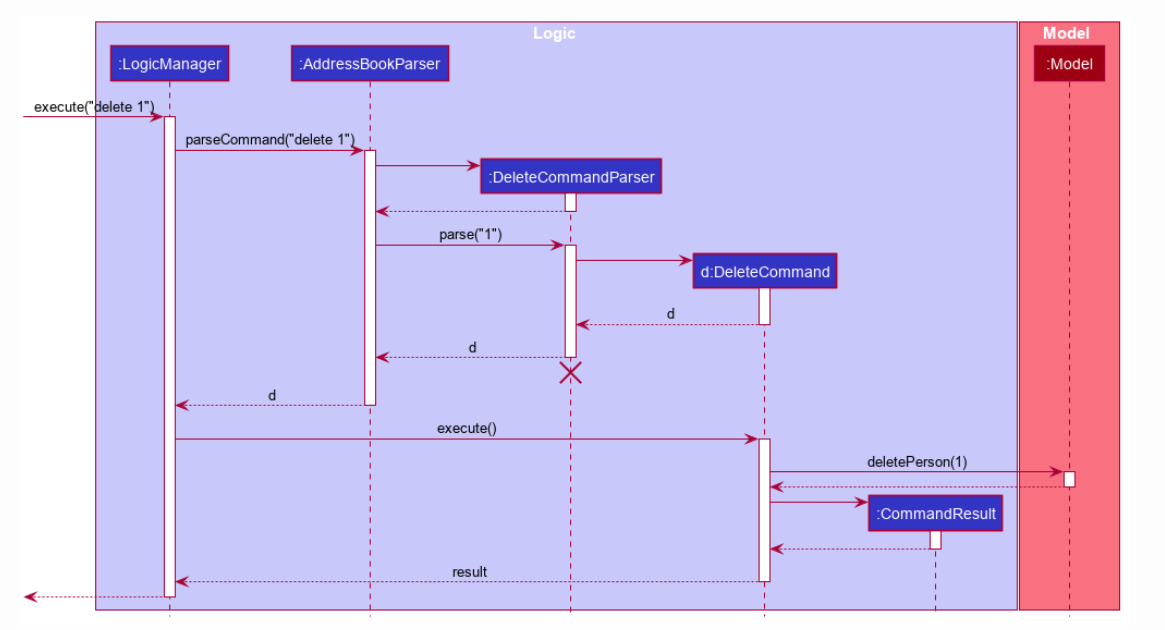 Logic
Model
:LogicManager
:AddressBookParser
:Model
execute("delete 1")
parseCommand("delete 1")
:DeleteCommandParser
parse("1")
d:DeleteCommand
d
d
d
execute()
deletePerson(1)
:CommandResult
result